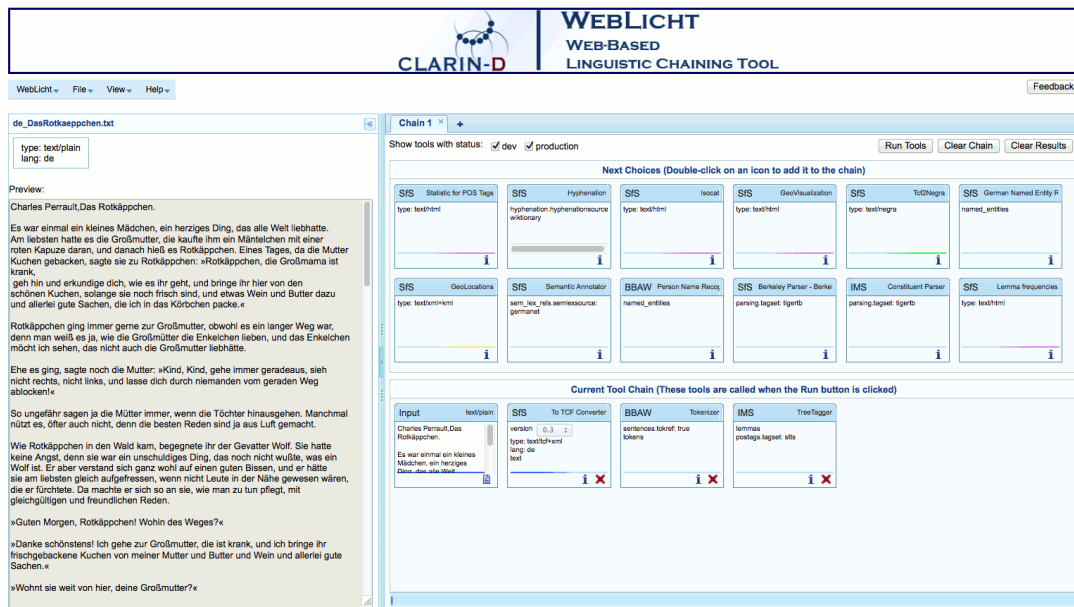 CLARIN-D
WEBLICHT
WEB-BASED
LINGUISTIC CHAINING TOOL
WebLicht File View Help
Feedback
de_DasRotkaeppchen.txt
type: text/plain
lang: de
Preview:
Charles Perrault,Das Rotkäppchen.
Es war einmal ein kleines Mädchen, ein herziges Ding, das alle Welt liebhatte.
Am liebsten hatte es die Großmutter, die kaufte ihm ein Mäntelchen mit einer
roten Kapuze daran, und danach hieß es Rotkäppchen. Eines Tages, da die Mutter
Kuchen gebacken, sagte sie zu Rotkäppchen: »Rotkäppchen, die Großmama ist
krank,
geh hin und erkundige dich, wie es ihr geht, und bringe ihr hier von den
schönen Kuchen, solange sie noch frisch sind, und etwas Wein und Butter dazu
und allerlei gute Sachen, die ich in das Körbchen packe.«
Rotkäppchen ging immer gerne zur Großmutter, obwohl es ein langer Weg war,
denn man weiß es ja, wie die Großmütter die Enkelchen lieben, und das Enkelchen
möcht ich sehen, das nicht auch die Großmutter liebhätte.
Ehe es ging, sagte noch die Mutter: »Kind, Kind, gehe immer geradeaus, sieh
nicht rechts, nicht links, und lasse dich durch niemanden vom geraden Weg
ablocken!«
So ungefähr sagen ja die Mütter immer, wenn die Töchter hinausgehen. Manchmal
nützt es, öfter auch nicht, denn die besten Reden sind ja aus Luft gemacht.
Wie Rotkäppchen in den Wald kam, begegnete ihr der Gevatter Wolf. Sie hatte
keine Angst, denn sie war ein unschuldiges Ding, das noch nicht wußte, was ein
Wolf ist. Er aber verstand sich ganz wohl auf einen guten Bissen, und er hätte
sie am liebsten gleich aufgefressen, wenn nicht Leute in der Nähe gewesen wären,
die er fürchtete. Da machte er sich so an sie, wie man zu tun pflegt, mit
gleichgültigen und freundlichen Reden.
»Guten Morgen, Rotkäppchen! Wohin des Weges?«
»Danke schönstens! Ich gehe zur Großmutter, die ist krank, und ich bringe ihr
frischgebackene Kuchen von meiner Mutter und Butter und Wein und allerlei gute
Sachen.«
»Wohnt sie weit von hier, deine Großmutter?«
Chain 1
Show tools with status: dev production
Run Tools Clear Chain Clear Results
Next Choices (Double-click on an icon to add it to the chain)
SfS Statistic for POS Tags
type: text/html
SfS Hyphenation
hyphenation.hyphenationsource
wiktionary
SfS Isocat
type: text/html
SfS GeoVisualization
type: text/html
SfS Tcf2Negra
type: text/negra
SfS German Named Entity R
named_entities
SfS GeoLocations
type: text/xml+kml
SfS Semantic Annotator
sem_lex_rels.semlexsource:
germanet
BBAW Person Name Recog
named_entities
SfS Berkeley Parser - Berke
parsing.tagset: tigertb
IMS Constituent Parser
parsing.tagset: tigertb
SfS Lemma frequencies
type: text/html
Current Tool Chain (These tools are called when the Run button is clicked)
Input text/plain
Charles Perrault,Das
Rotkäppchen.
Es war einmal ein kleines
Mädchen, ein herziges
Ding, das alle Welt
SfS To TCF Converter
version 0.3
type: text/tcf+xml
lang: de
text
BBAW Tokenizer
sentences.tokref: true
tokens
IMS TreeTagger
lemmas
postags.tagset: stts